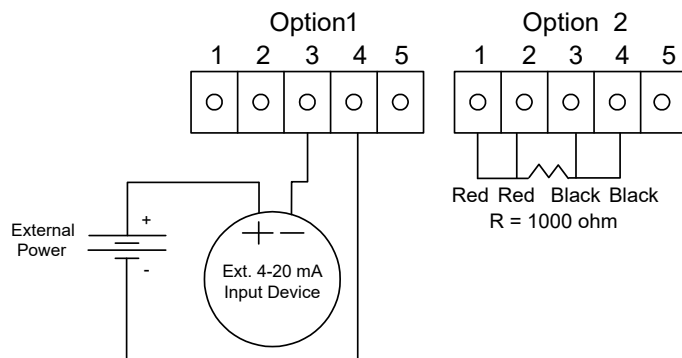 Option1
1 2 3 4 5
Option 2
1 2 3 4 5
Red Red Black Black
R = 1000 ohm
External
Power
+
-
+ −
Ext. 4-20 mA
Input Device